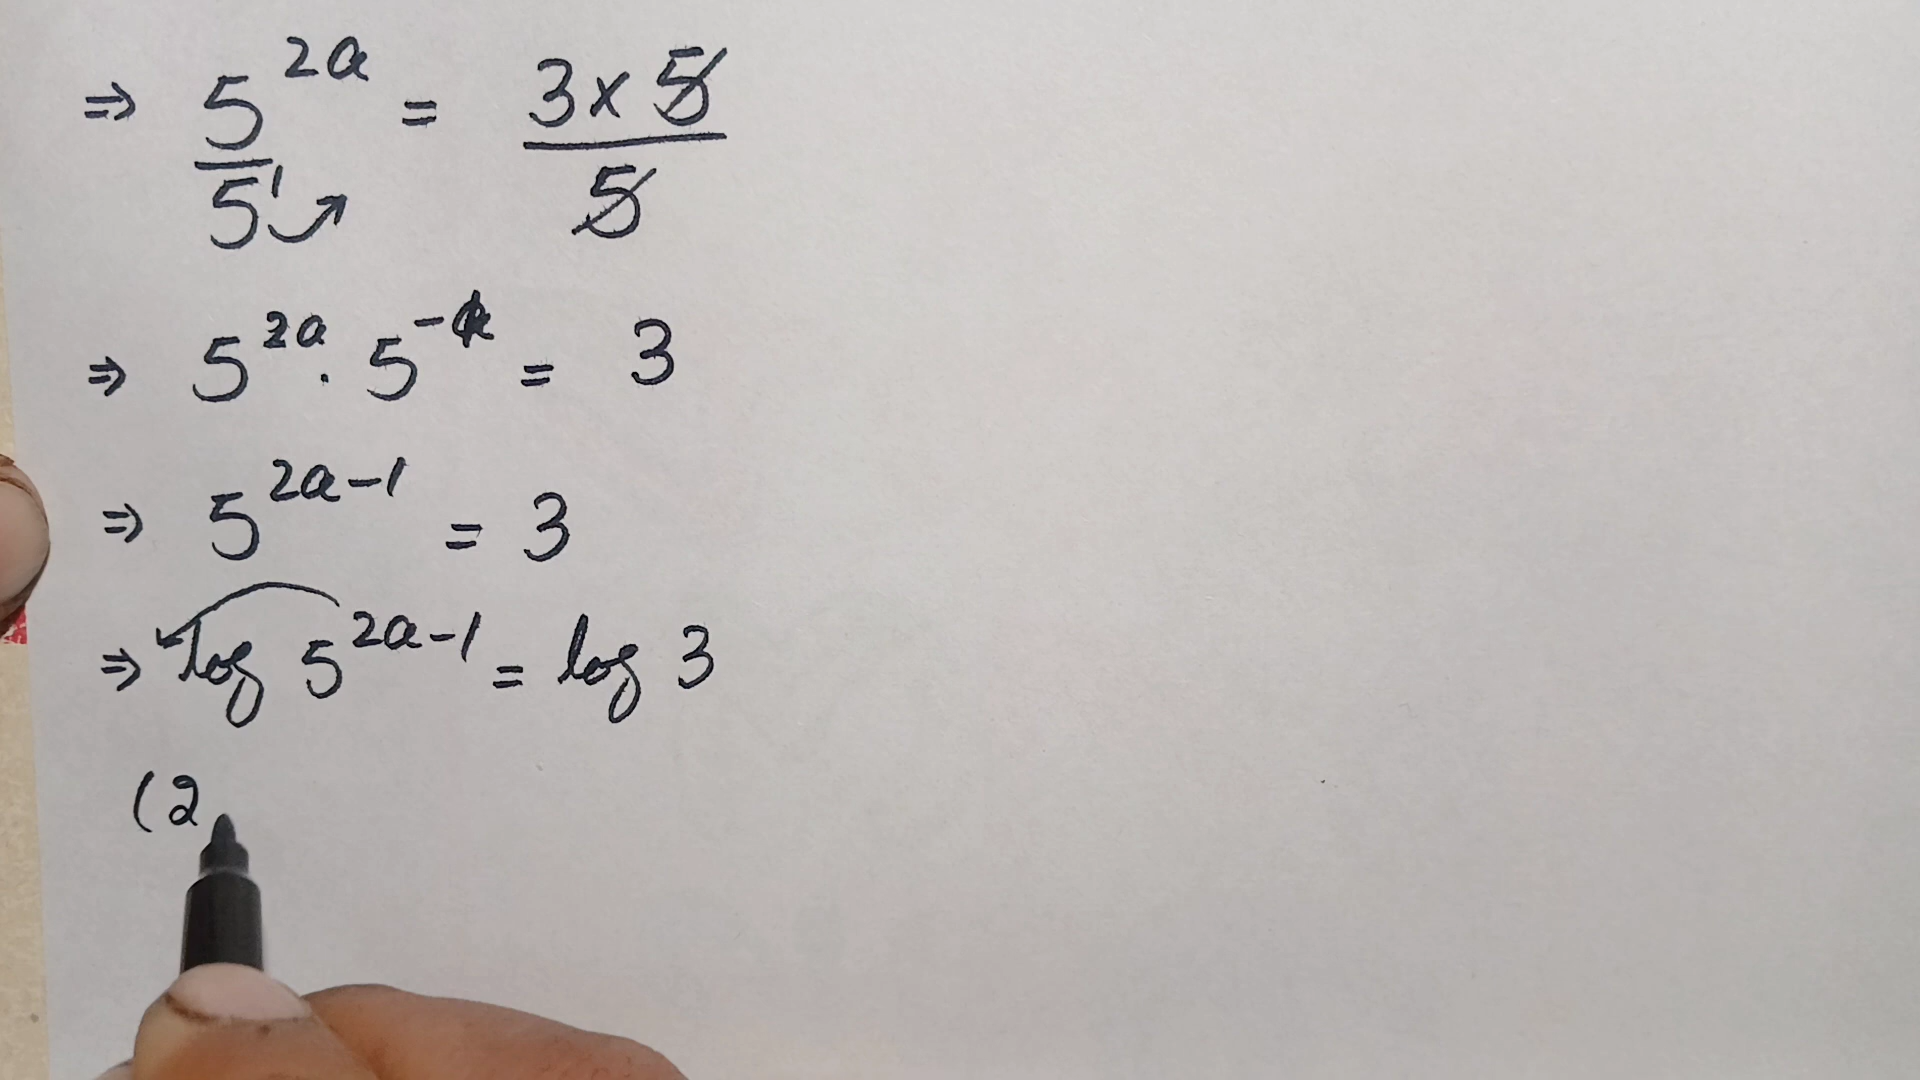 ⇒ 5^{2a} / 5^1 = 3 x 5 / 5
⇒ 5^{2a} . 5^{-1} = 3
⇒ 5^{2a-1} = 3
⇒ log 5^{2a-1} = log 3
(2